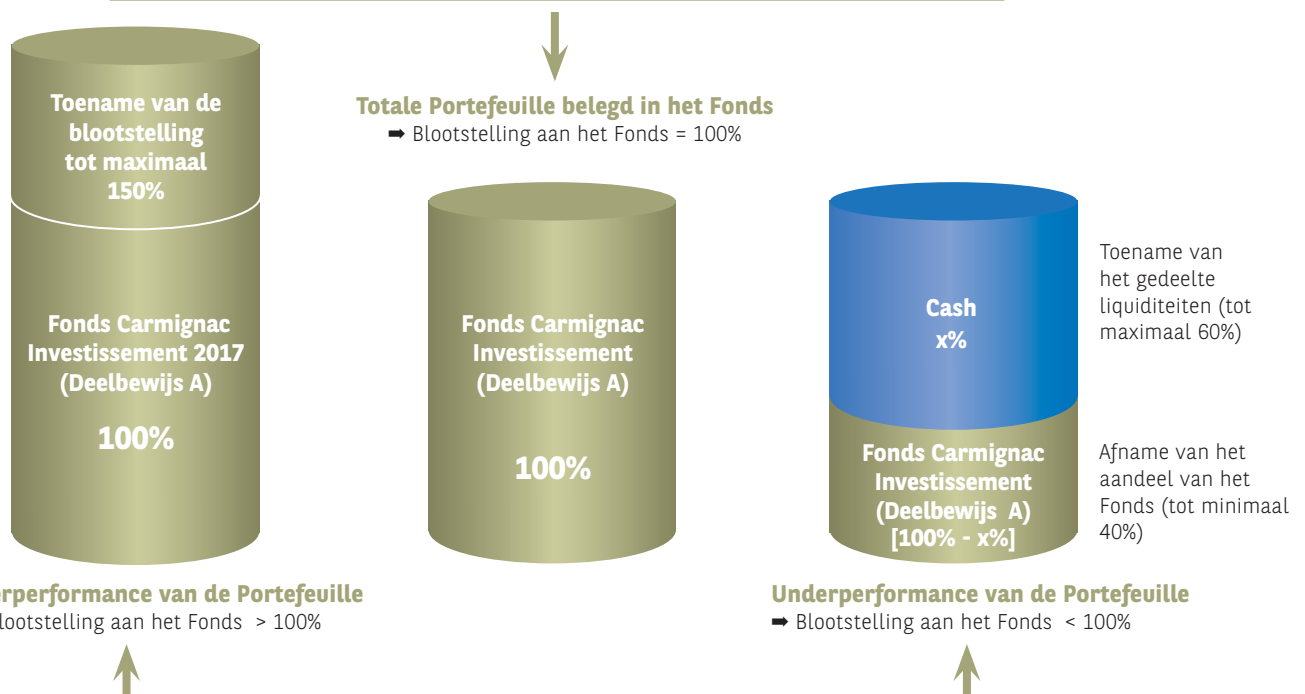 Toename van de
blootstelling
tot maximaal
150%
Fonds Carmignac
Investissement 2017
(Deelbewijs A)
100%
Totale Portefeuille belegd in het Fonds
➡ Blootstelling aan het Fonds = 100%
Fonds Carmignac
Investissement
(Deelbewijs A)
100%
Cash
x%
Toename van
het gedeelte
liquiditeiten (tot
maximaal 60%)
Fonds Carmignac
Investissement
(Deelbewijs A)
[100% - x%]
Afname van het
aandeel van het
Fonds (tot minimaal
40%)
erperformance van de Portefeuille
lootstelling aan het Fonds > 100%
Underperformance van de Portefeuille
➡ Blootstelling aan het Fonds < 100%